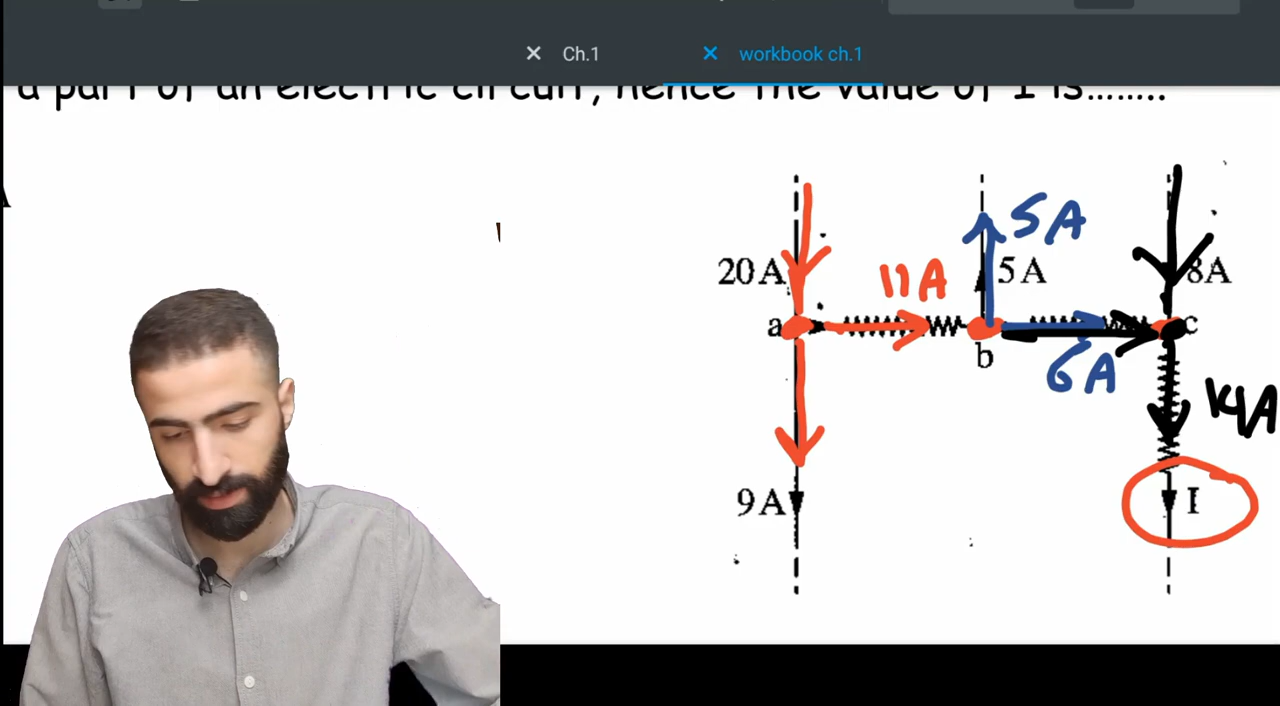 Ch.1
workbook ch.1
a part of an electric circuit, hence the value of I is........
A
5A
20A
11A
5A
8A
a
c
b
6A
14A
9A
I